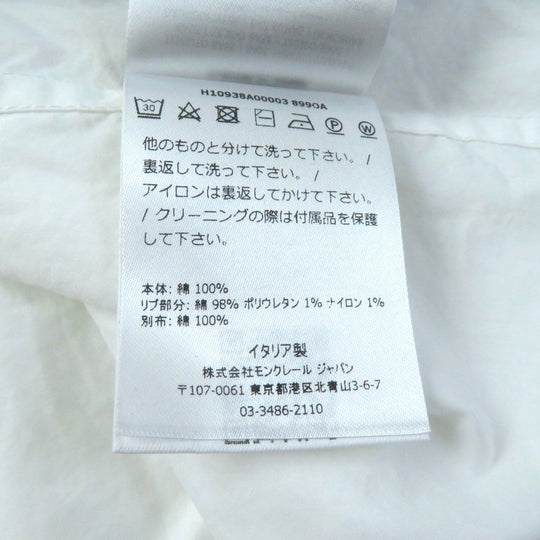 H10938A00003 899OA
30
P
W
他のものと分けて洗って下さい。 /
裏返して洗って下さい。 /
アイロンは裏返してかけて下さい。
/ クリーニングの際は付属品を保護
して下さい。
本体: 綿 100%
リブ部分: 綿 98% ポリウレタン 1% ナイロン 1%
別布: 綿 100%
イタリア製
株式会社モンクレール ジャパン
〒107-0061 東京都港区北青山3-6-7
03-3486-2110